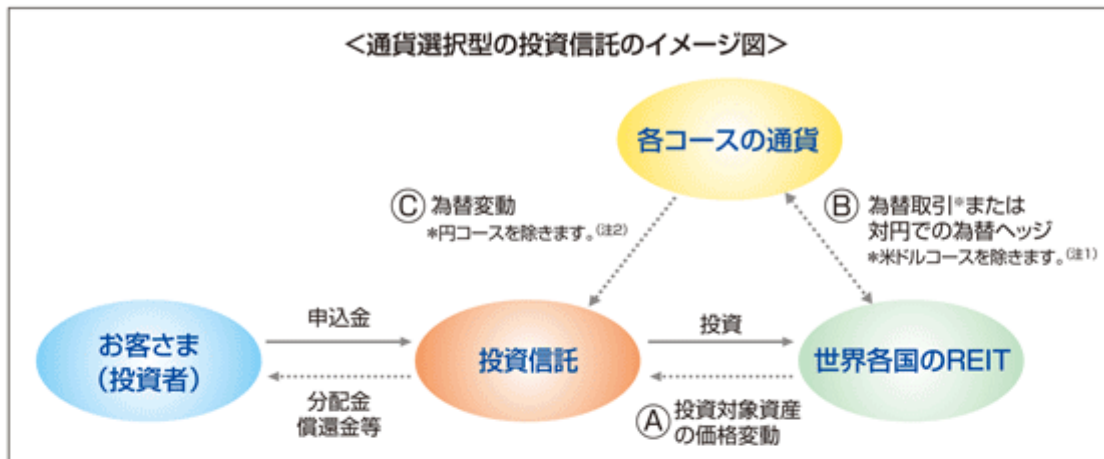 ＜通貨選択型の投資信託のイメージ図＞
各コースの通貨
Ⓒ 為替変動
*円コースを除きます。(注2)
Ⓑ 為替取引*または
対円での為替ヘッジ
*米ドルコースを除きます。(注1)
お客さま
（投資者）
申込金
分配金
償還金等
投資信託
投資
Ⓐ 投資対象資産
の価格変動
世界各国のREIT